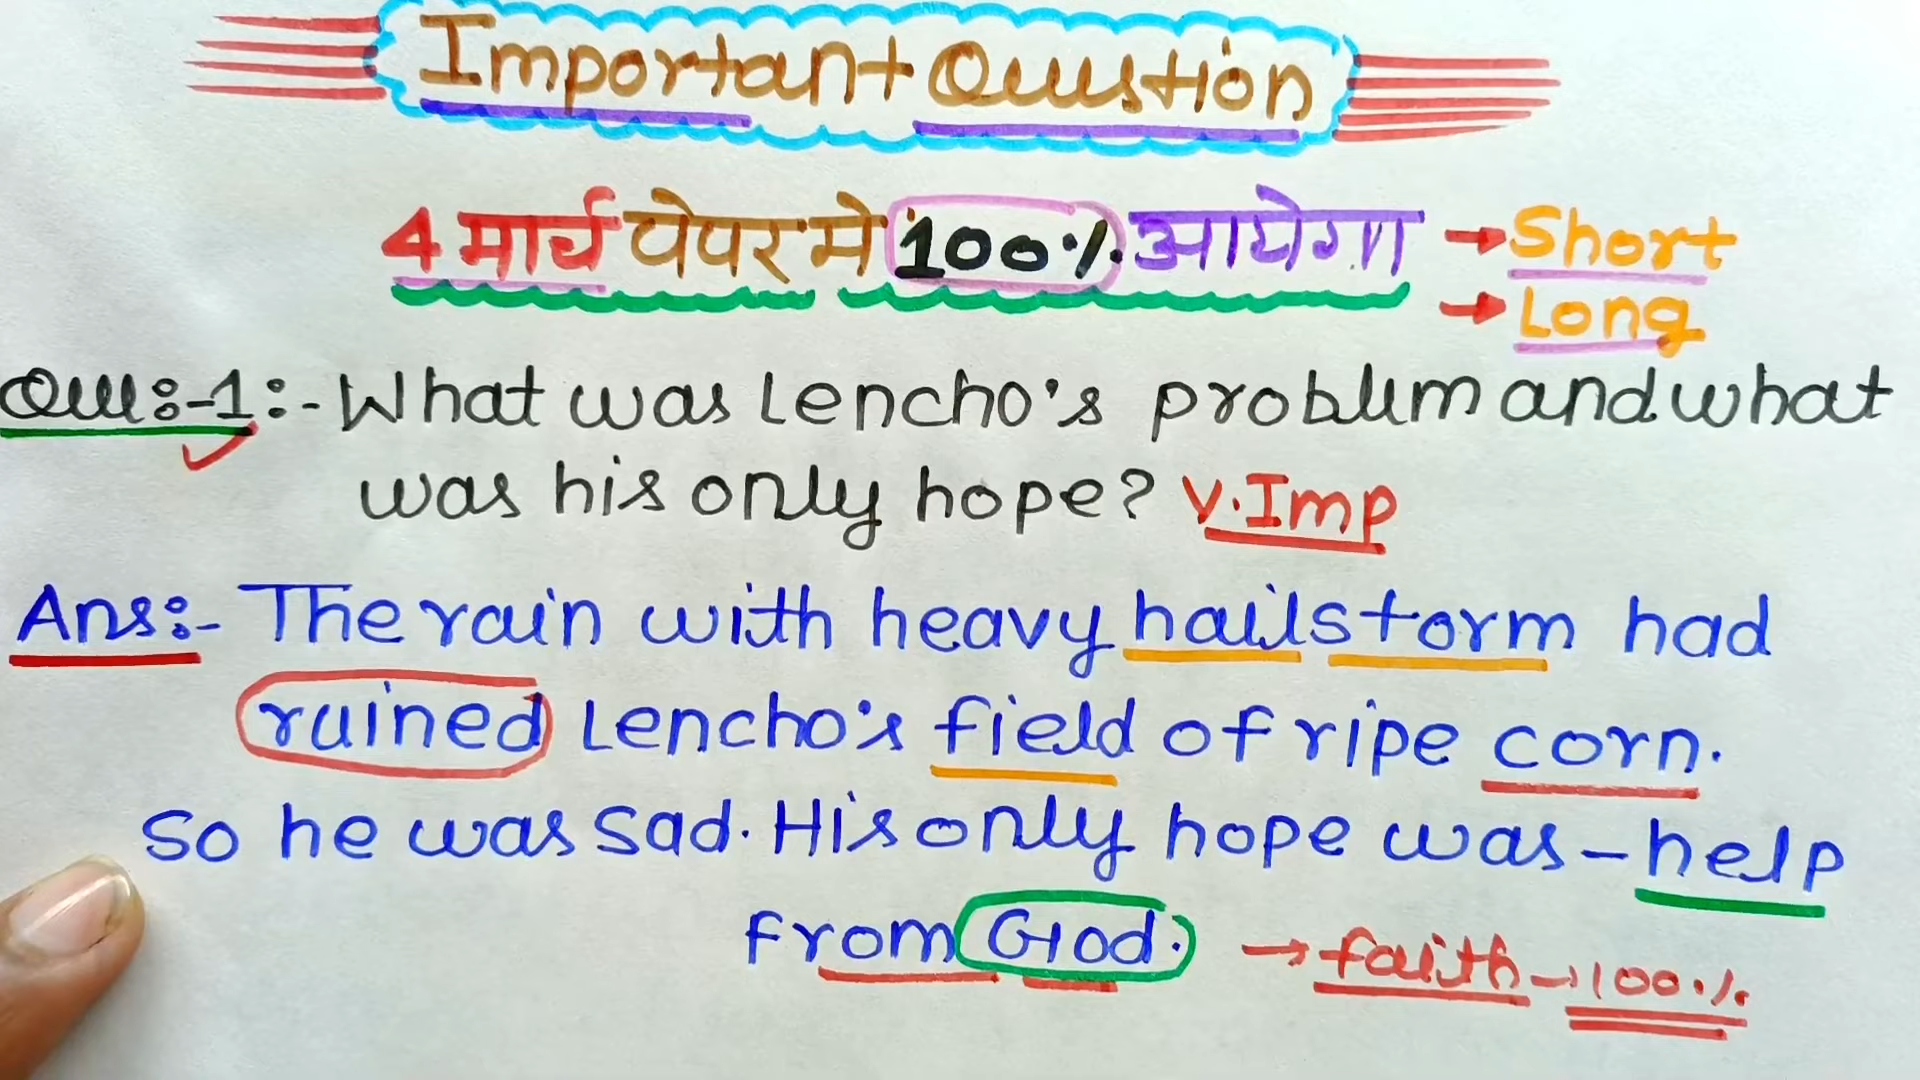 Important Question
4 मार्च पेपर मे 100% आयेगा → Short
→ Long
Que:-1:- What was Lencho's problem and what
was his only hope? V.Imp
Ans:- The rain with heavy hailstorm had
ruined Lencho's field of ripe corn.
So he was sad. His only hope was - help
from God. → faith → 100%